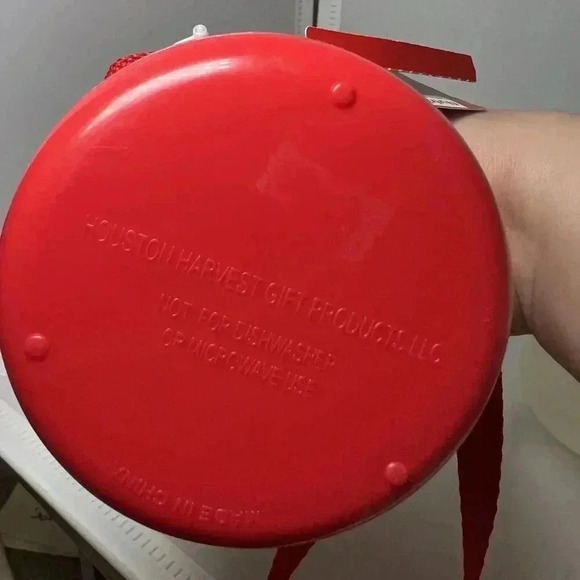 HOUSTON HARVEST GIFT PRODUCTS LLC
NOT FOR DISHWASHER
OR MICROWAVE USE
MADE IN CHINA